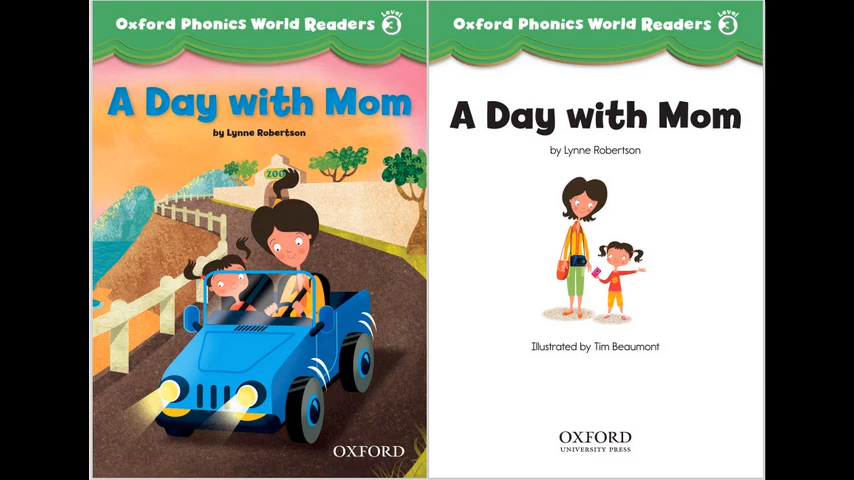 Oxford Phonics World Readers Level 3
A Day with Mom
by Lynne Robertson
ZOO
OXFORD
Oxford Phonics World Readers Level 3
A Day with Mom
by Lynne Robertson
Illustrated by Tim Beaumont
OXFORD
UNIVERSITY PRESS